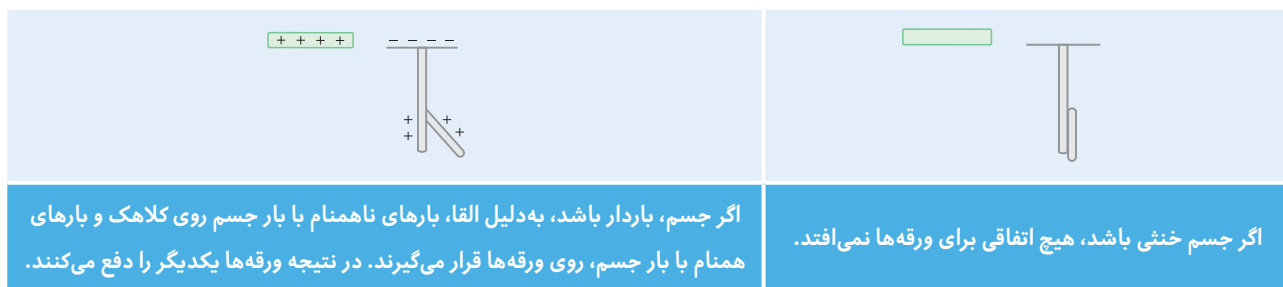 اگر جسم خنثی باشد، هیچ اتفاقی برای ورقه‌ها نمی‌افتد.
+ + + +
− − − −
+ +
+ +
اگر جسم، باردار باشد، به‌دلیل القا، بارهای ناهمنام با بار جسم روی کلاهک و بارهای
همنام با بار جسم، روی ورقه‌ها قرار می‌گیرند. در نتیجه ورقه‌ها یکدیگر را دفع می‌کنند.